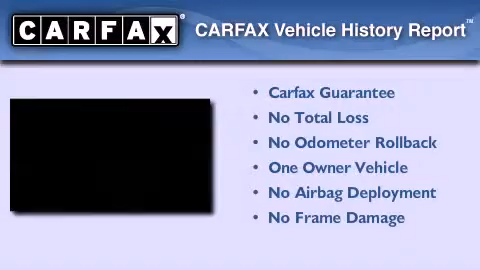 CARFAX® CARFAX Vehicle History Report™
• Carfax Guarantee
• No Total Loss
• No Odometer Rollback
• One Owner Vehicle
• No Airbag Deployment
• No Frame Damage